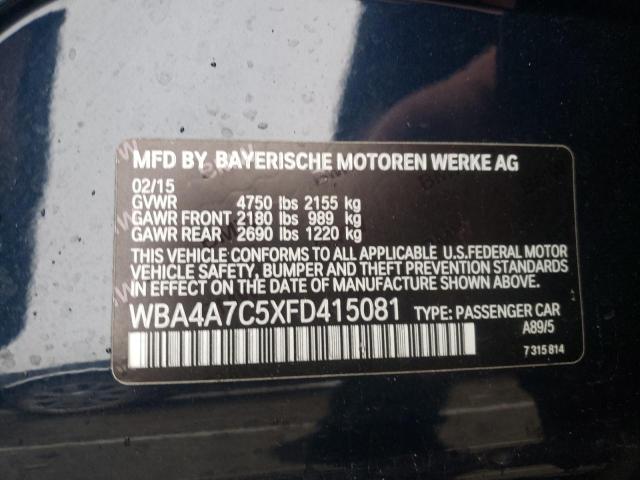 MFD BY BAYERISCHE MOTOREN WERKE AG
02/15
GVWR 4750 lbs 2155 kg
GAWR FRONT 2180 lbs 989 kg
GAWR REAR 2690 lbs 1220 kg
THIS VEHICLE CONFORMS TO ALL APPLICABLE U.S.FEDERAL MOTOR
VEHICLE SAFETY, BUMPER AND THEFT PREVENTION STANDARDS
IN EFFECT ON THE DATE OF MANUFACTURE SHOWN ABOVE.
WBA4A7C5XFD415081 TYPE: PASSENGER CAR
A89/5
7 315 814